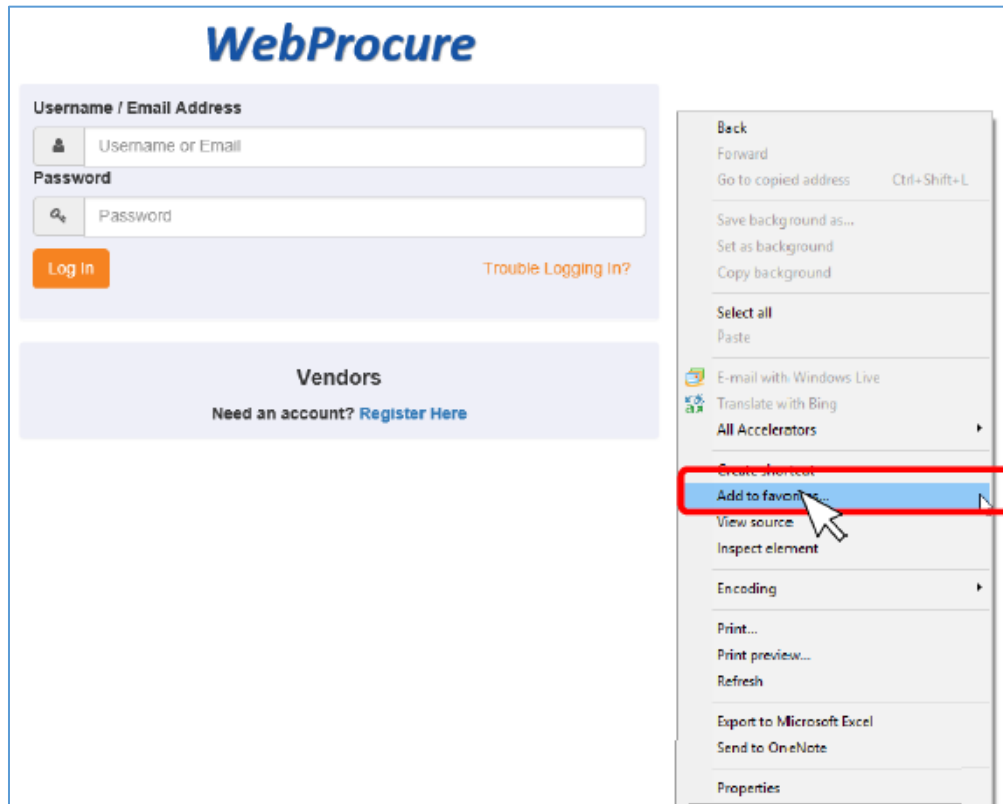 WebProcure
Username / Email Address
Username or Email
Password
Password
Log In
Trouble Logging In?
Vendors
Need an account? Register Here
Back
Forward
Go to copied address Ctrl+Shift+L
Save background as...
Set as background
Copy background
Select all
Paste
E-mail with Windows Live
Translate with Bing
All Accelerators
Create shortcut
Add to favorites...
View source
Inspect element
Encoding
Print...
Print preview...
Refresh
Export to Microsoft Excel
Send to OneNote
Properties